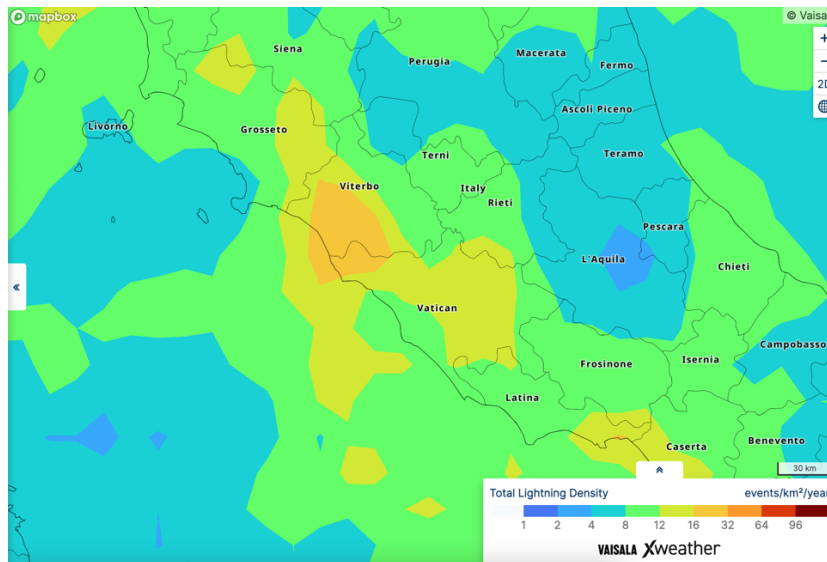 mapbox
© Vaisa
Siena
Macerata
Perugia
Fermo
Ascoli Piceno
Livorno
Grosseto
Terni
Teramo
Viterbo
Italy
Rieti
Pescara
L'Aquila
Chieti
Vatican
Campobasso
Isernia
Frosinone
Latina
Caserta
Benevento
+
−
2D
«
30 km
Total Lightning Density events/km²/year
1 2 4 8 12 16 32 64 96
VAISALA Xweather